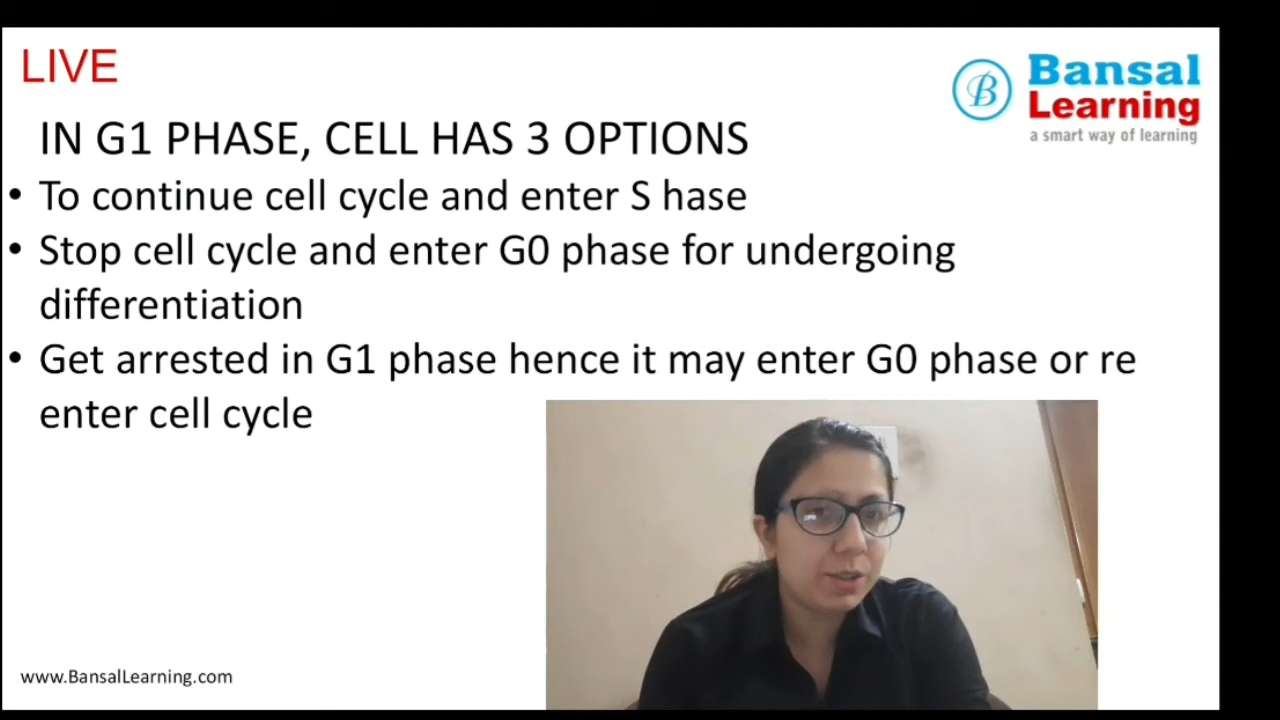 LIVE
Bansal
Learning
a smart way of learning
IN G1 PHASE, CELL HAS 3 OPTIONS
• To continue cell cycle and enter S hase
• Stop cell cycle and enter G0 phase for undergoing
differentiation
• Get arrested in G1 phase hence it may enter G0 phase or re
enter cell cycle
www.BansalLearning.com